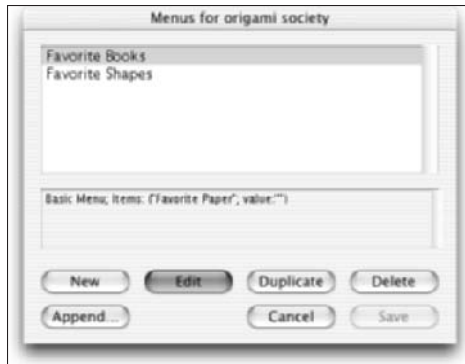 Menus for origami society
Favorite Books
Favorite Shapes
Basic Menu; Items: ("Favorite Paper"; value:"")
New Edit Duplicate Delete
Append... Cancel Save